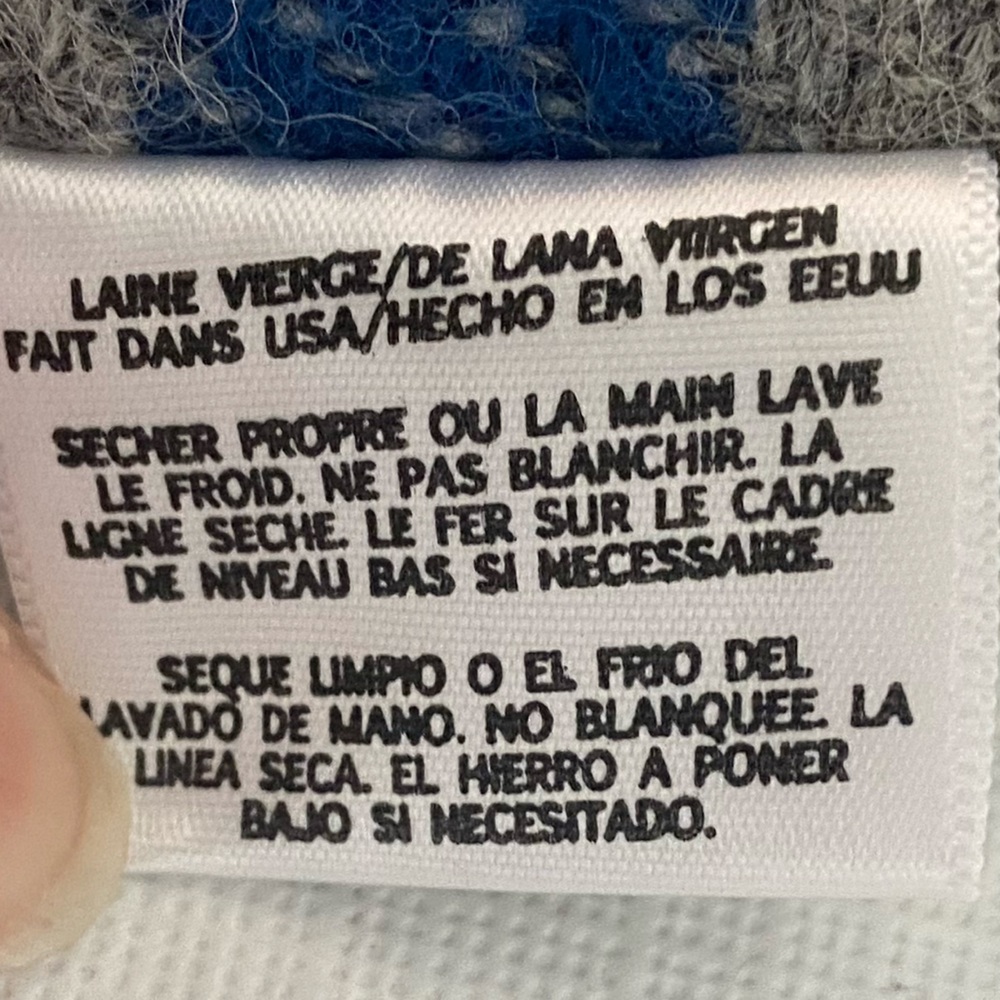 LAINE VIERGE/DE LANA VIIRGEN
FAIT DANS USA/HECHO EN LOS EEUU
SECHER PROPRE OU LA MAIN LAVE
LE FROID. NE PAS BLANCHIR. LA
LIGNE SECHE. LE FER SUR LE CADRE
DE NIVEAU BAS SI NECESSAIRE.
SEQUE LIMPIO O EL FRIO DEL
LAVADO DE MANO. NO BLANQUEE. LA
LINEA SECA. EL HIERRO A PONER
BAJO SI NECESITADO.